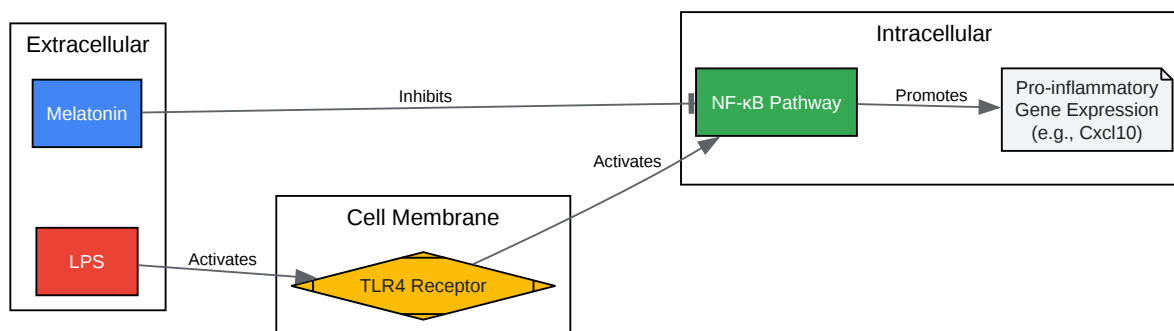 Extracellular
Melatonin
LPS
Inhibits
Activates
Cell Membrane
TLR4 Receptor
Activates
Intracellular
NF-κB Pathway
Promotes
Pro-inflammatory
Gene Expression
(e.g., Cxcl10)